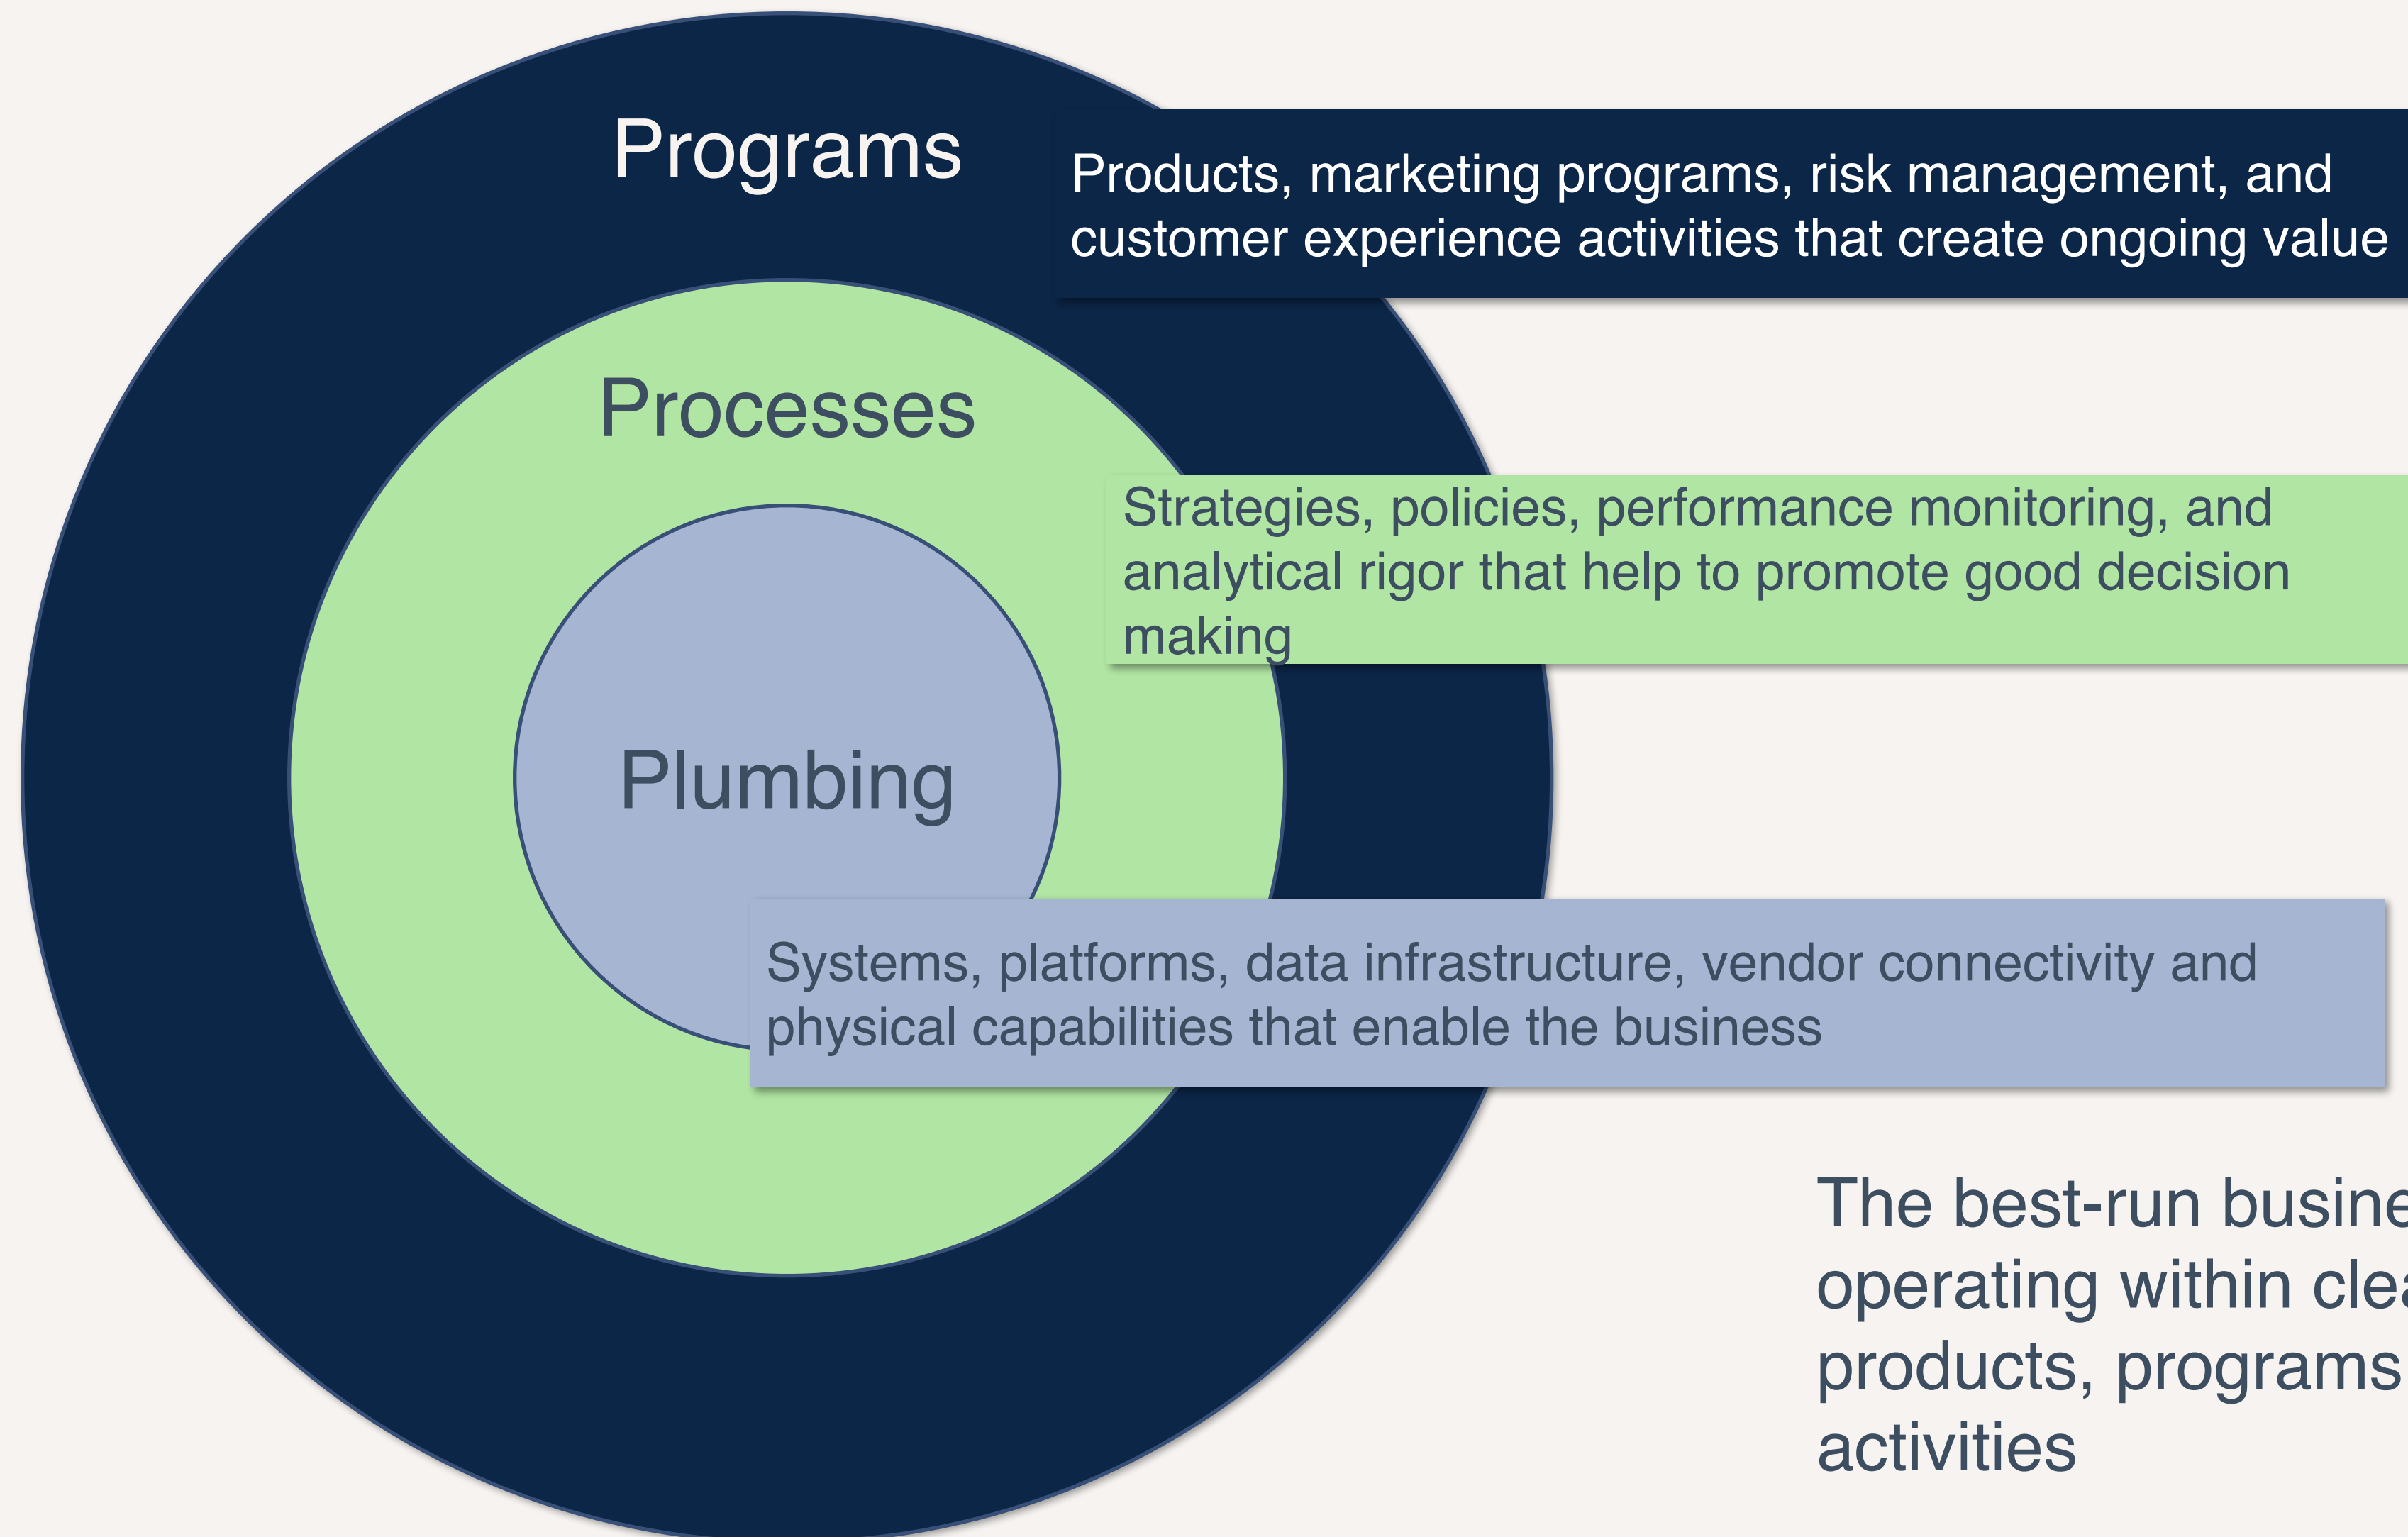 Programs
Products, marketing programs, risk management, and
customer experience activities that create ongoing value
Processes
Strategies, policies, performance monitoring, and
analytical rigor that help to promote good decision
making
Plumbing
Systems, platforms, data infrastructure, vendor connectivity and
physical capabilities that enable the business
The best-run
operating within
products, programs
activities